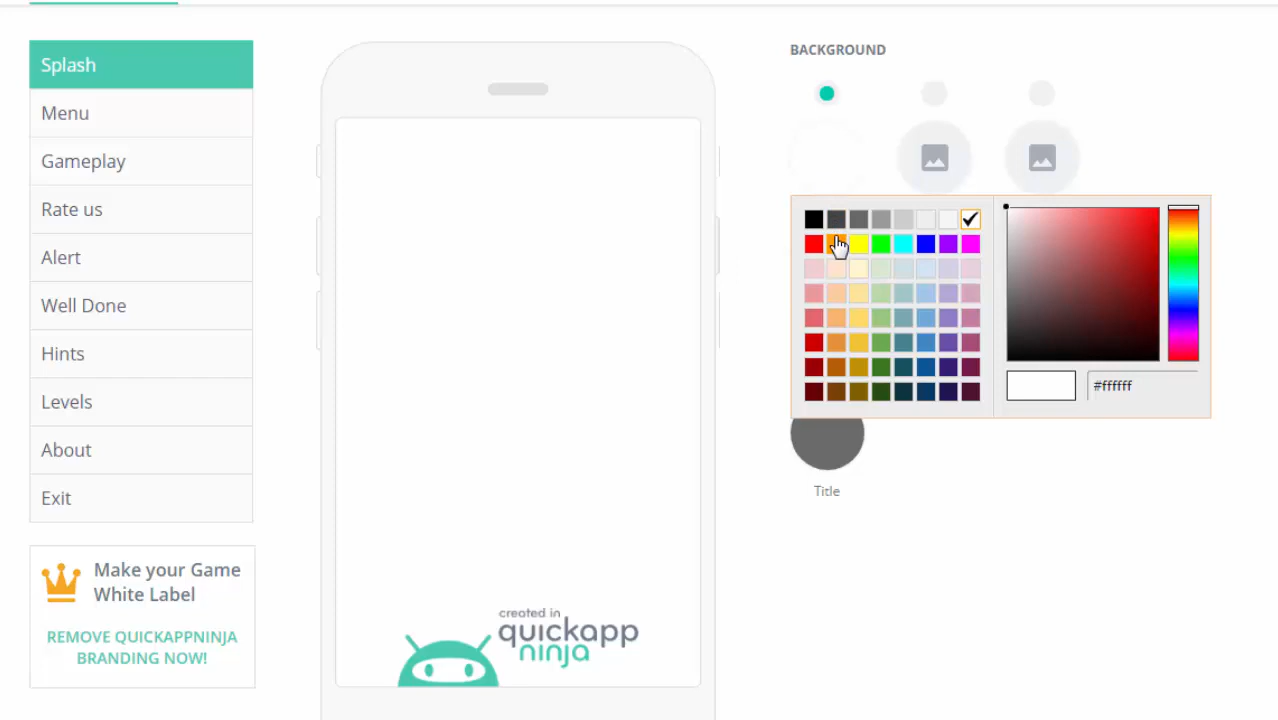 Splash
Menu
Gameplay
Rate us
Alert
Well Done
Hints
Levels
About
Exit
Make your Game
White Label
REMOVE QUICKAPPNINJA
BRANDING NOW!
created in
quickapp
ninja
BACKGROUND
#ffffff
Title